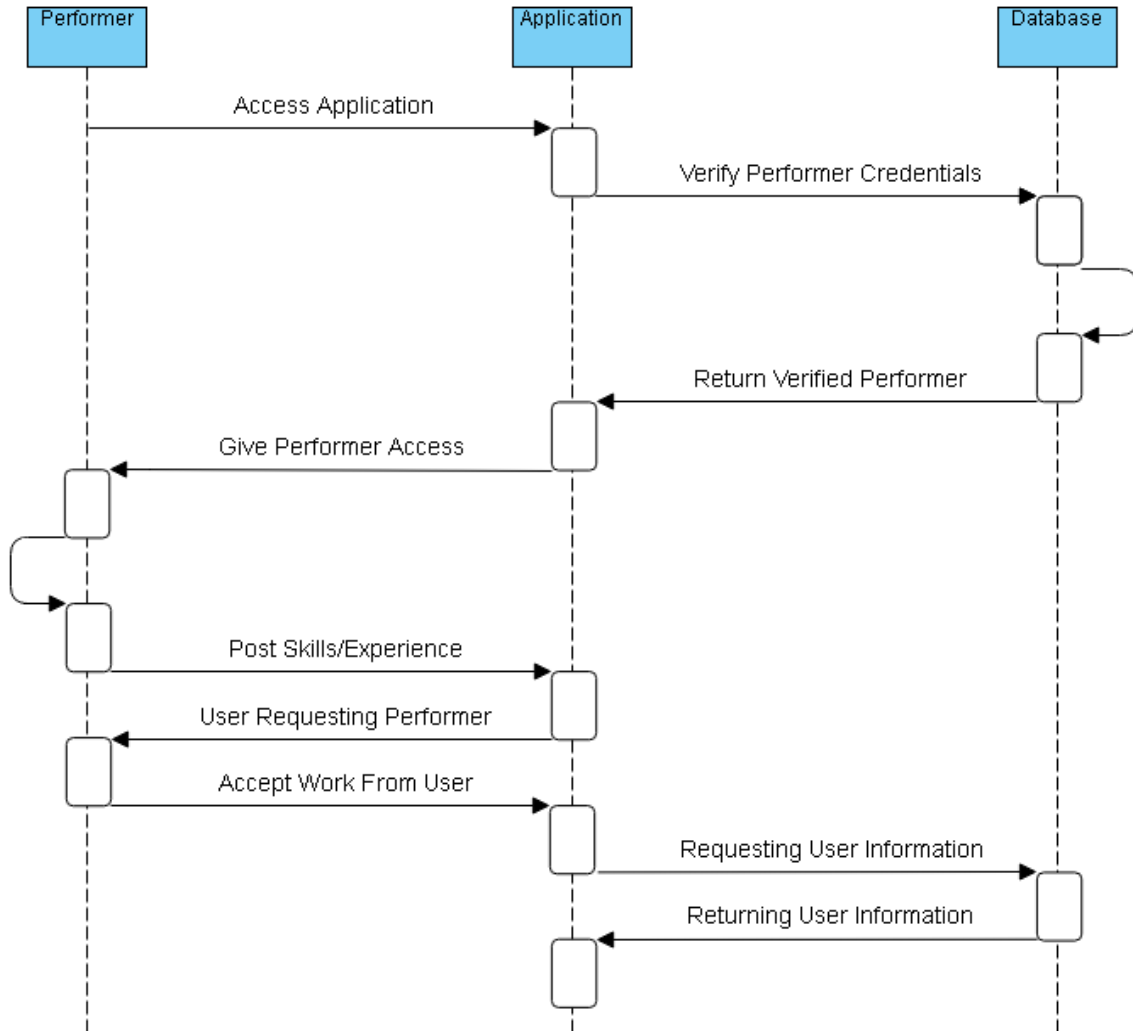 Performer
Application
Database
Access Application
Verify Performer Credentials
Return Verified Performer
Give Performer Access
Post Skills/Experience
User Requesting Performer
Accept Work From User
Requesting User Information
Returning User Information